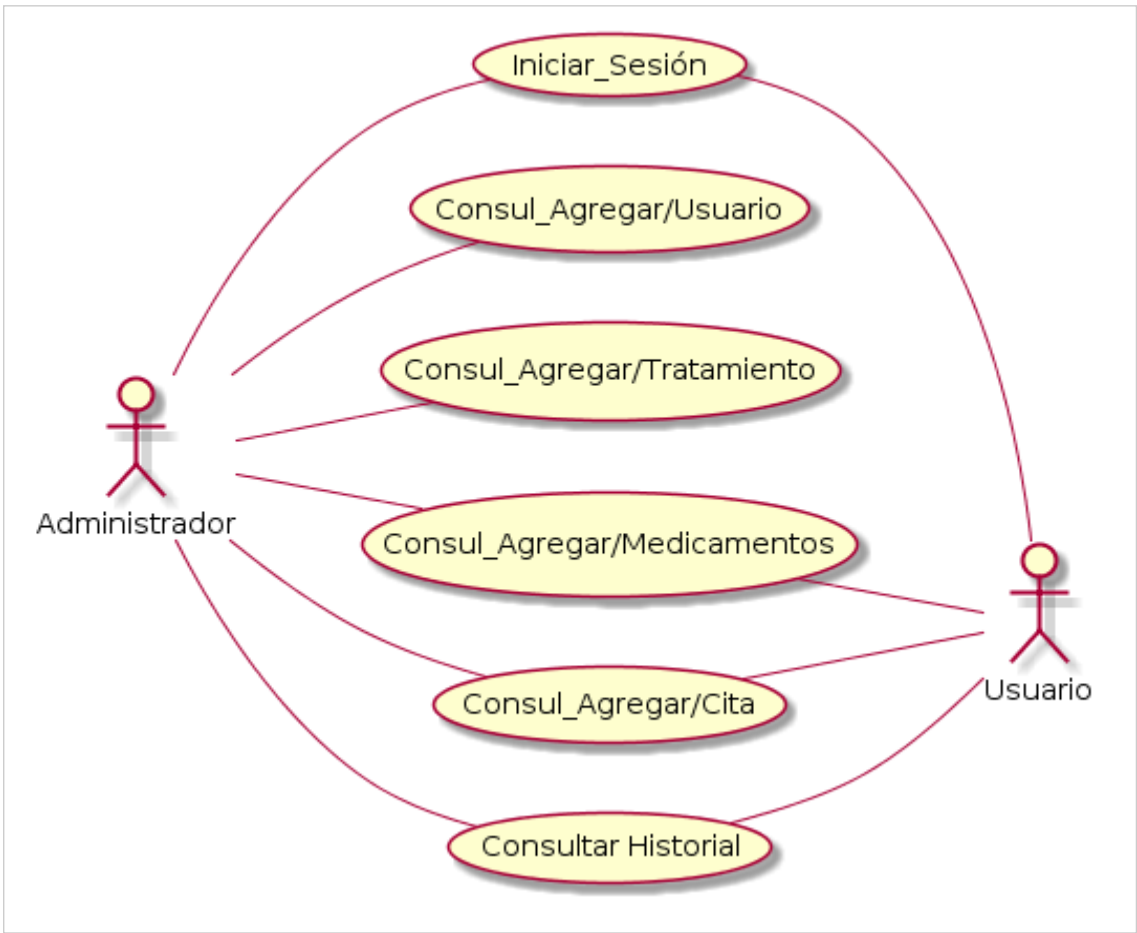 Iniciar_Sesión
Consul_Agregar/Usuario
Consul_Agregar/Tratamiento
Administrador
Consul_Agregar/Medicamentos
Usuario
Consul_Agregar/Cita
Consultar Historial